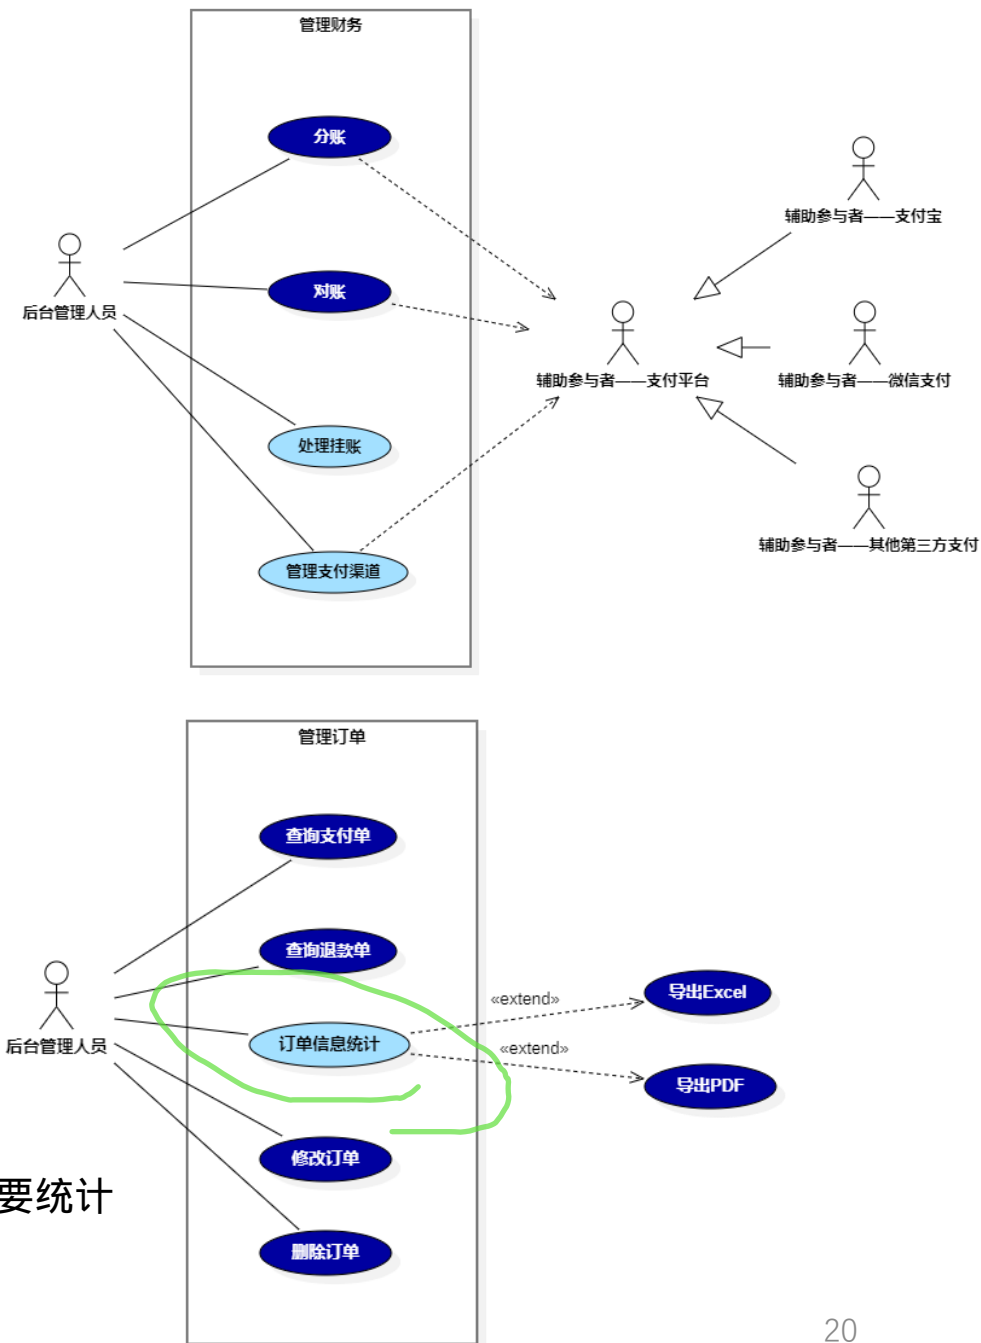 管理财务
分账
辅助参与者——支付宝
对账
后台管理人员
辅助参与者——支付平台
辅助参与者——微信支付
处理挂账
辅助参与者——其他第三方支付
管理支付渠道
管理订单
查询支付单
查询退款单
«extend»
导出Excel
订单信息统计
后台管理人员
«extend»
导出PDF
修改订单
要统计
删除订单
20